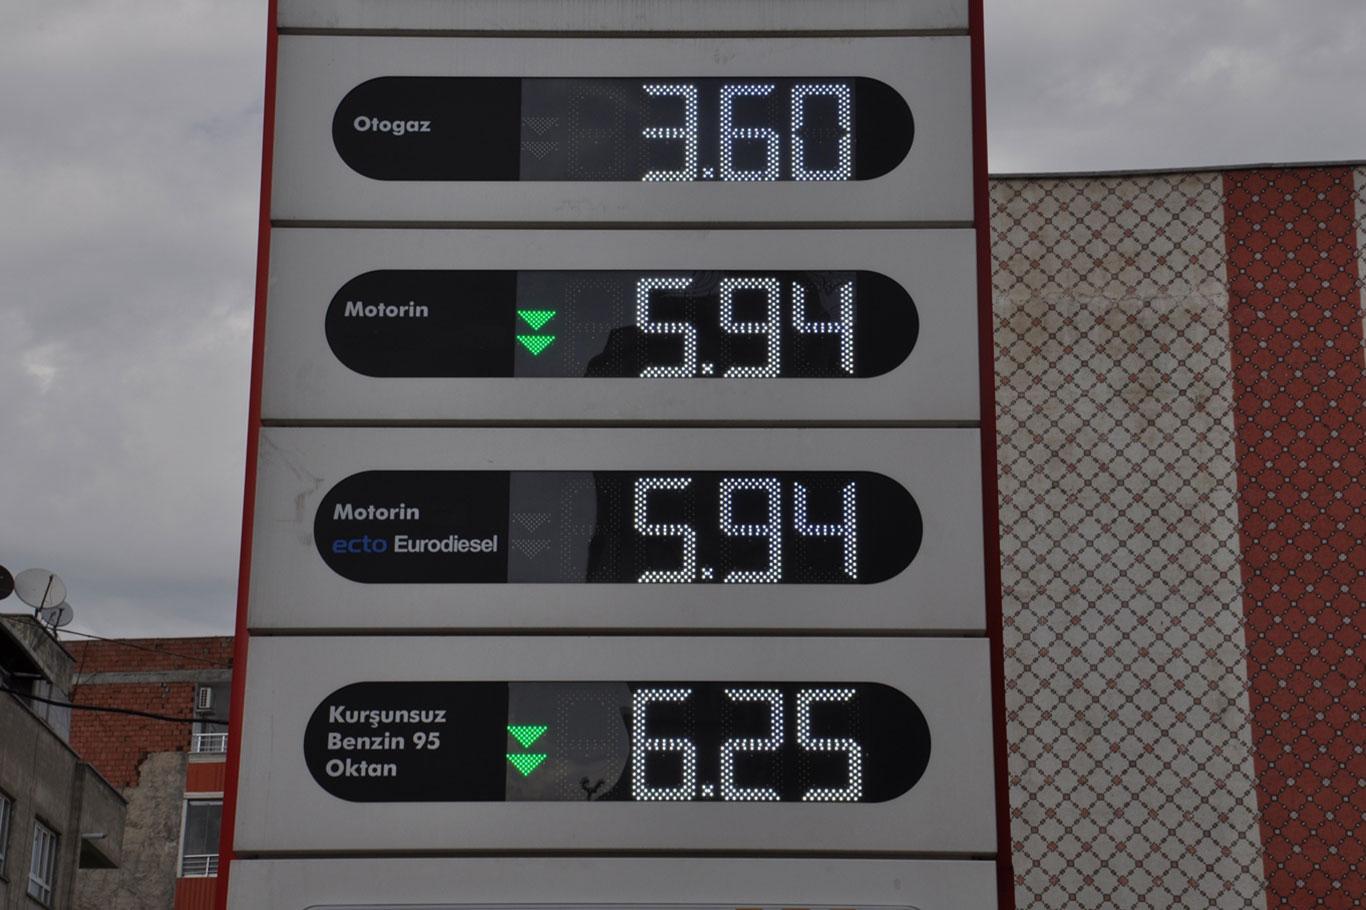 Otogaz 3.60
Motorin 5.94
Motorin
ecto Eurodiesel 5.94
Kurşunsuz
Benzin 95 6.25
Oktan